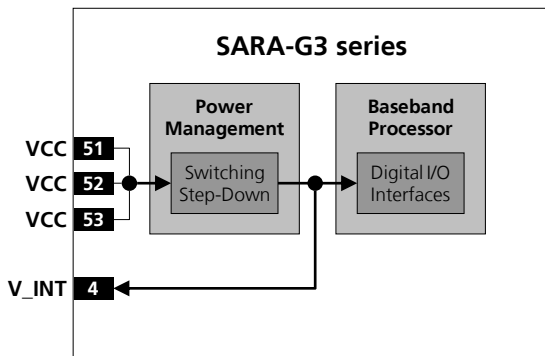 SARA-G3 series
Power
Management
Baseband
Processor
Switching
Step-Down
Digital I/O
Interfaces
VCC 51
VCC 52
VCC 53
V_INT 4